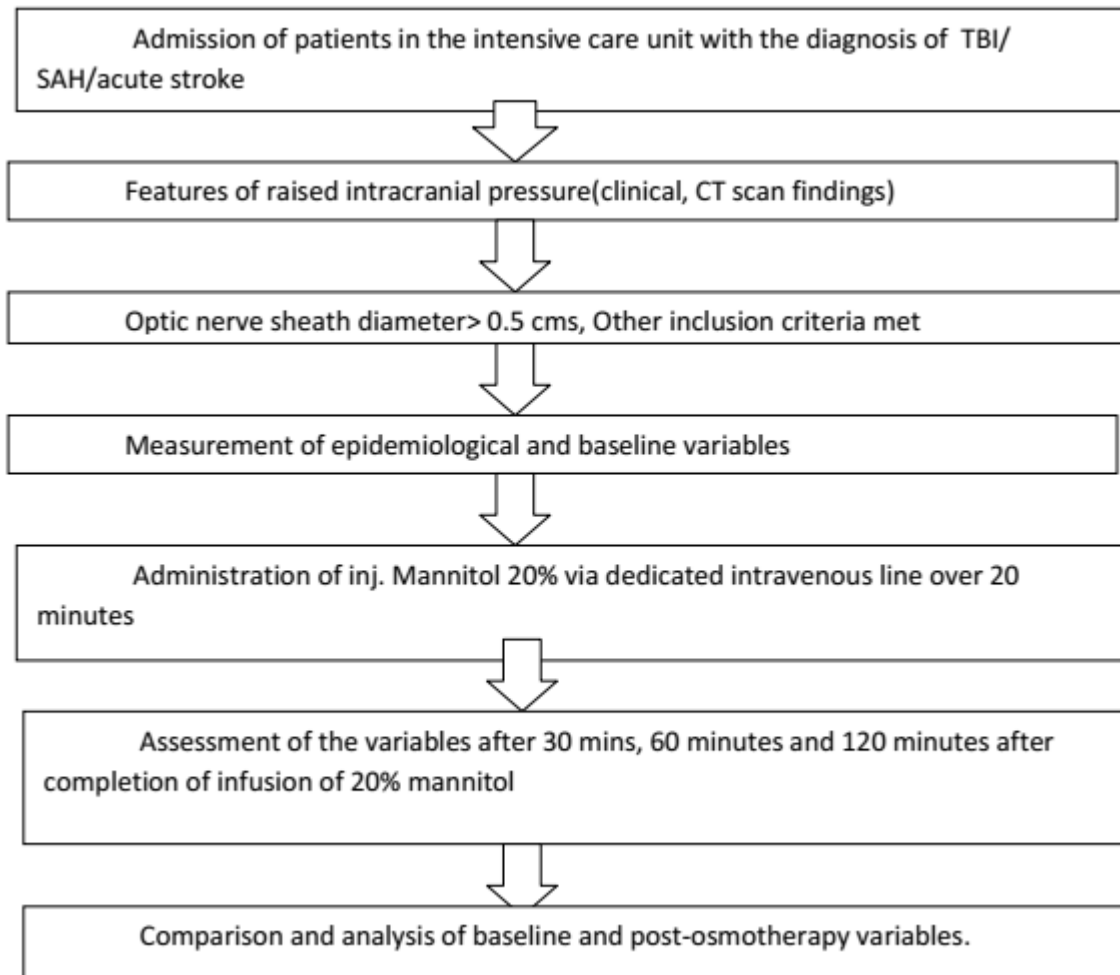 Admission of patients in the intensive care unit with the diagnosis of TBI/
SAH/acute stroke
Features of raised intracranial pressure(clinical, CT scan findings)
Optic nerve sheath diameter> 0.5 cms, Other inclusion criteria met
Measurement of epidemiological and baseline variables
Administration of inj. Mannitol 20% via dedicated intravenous line over 20
minutes
Assessment of the variables after 30 mins, 60 minutes and 120 minutes after
completion of infusion of 20% mannitol
Comparison and analysis of baseline and post-osmotherapy variables.